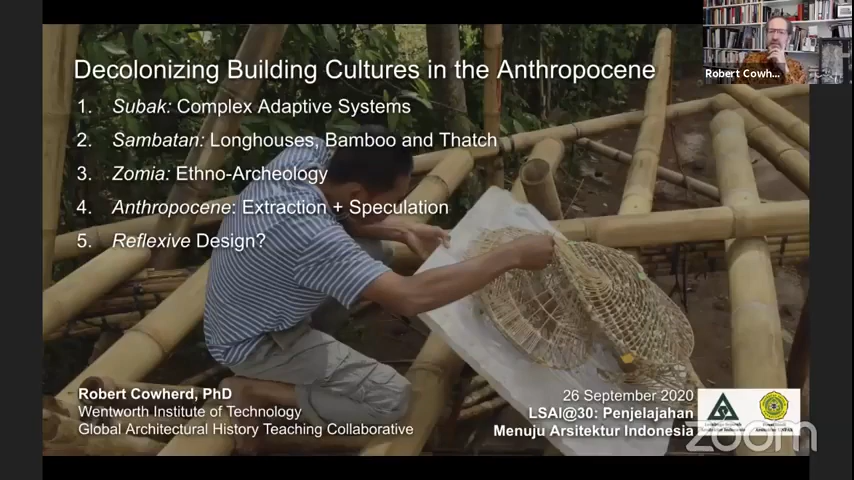 Decolonizing Building Cultures in the Anthropocene
1. Subak: Complex Adaptive Systems
2. Sambatan: Longhouses, Bamboo and Thatch
3. Zomia: Ethno-Archeology
4. Anthropocene: Extraction + Speculation
5. Reflexive Design?
Robert Cowh...
Robert Cowherd, PhD
Wentworth Institute of Technology
Global Architectural History Teaching Collaborative
26 September 2020
LSAI@30: Penjelajahan
Menuju Arsitektur Indonesia
zoom